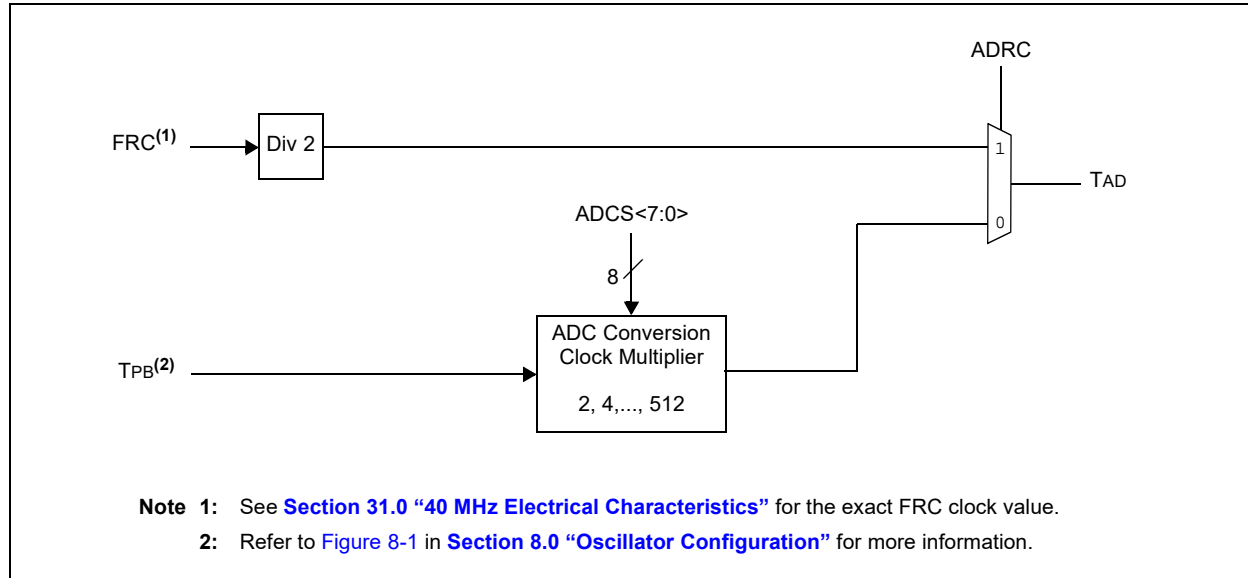 ADRC
FRC(1)
Div 2
1
TAD
ADCS<7:0>
0
8
ADC Conversion
Clock Multiplier
TPB(2)
2, 4,..., 512
Note 1: See Section 31.0 “40 MHz Electrical Characteristics” for the exact FRC clock value.
2: Refer to Figure 8-1 in Section 8.0 “Oscillator Configuration” for more information.